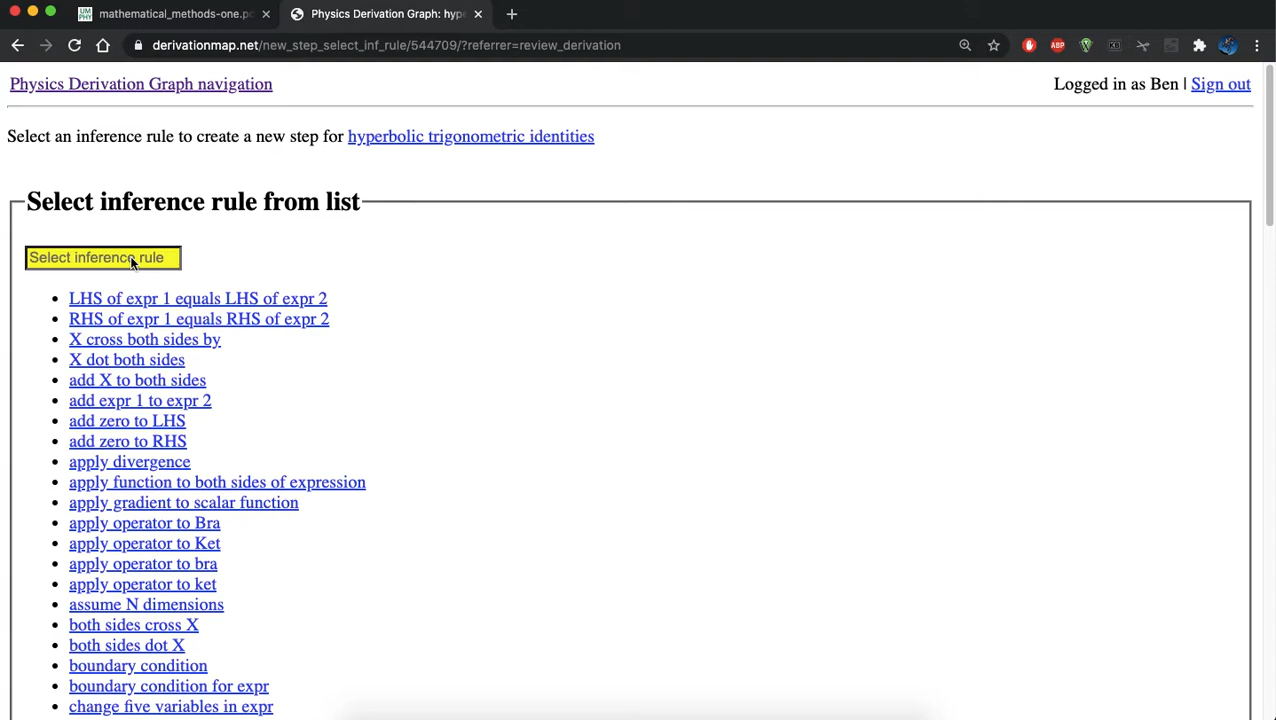 mathematical_methods-one.pd
Physics Derivation Graph: hype
derivationmap.net/new_step_select_inf_rule/544709/?referrer=review_derivation
ABP
Physics Derivation Graph navigation
Logged in as Ben | Sign out
Select an inference rule to create a new step for hyperbolic trigonometric identities
Select inference rule from list
Select inference rule
LHS of expr 1 equals LHS of expr 2
RHS of expr 1 equals RHS of expr 2
X cross both sides by
X dot both sides
add X to both sides
add expr 1 to expr 2
add zero to LHS
add zero to RHS
apply divergence
apply function to both sides of expression
apply gradient to scalar function
apply operator to Bra
apply operator to Ket
apply operator to bra
apply operator to ket
assume N dimensions
both sides cross X
both sides dot X
boundary condition
boundary condition for expr
change five variables in expr